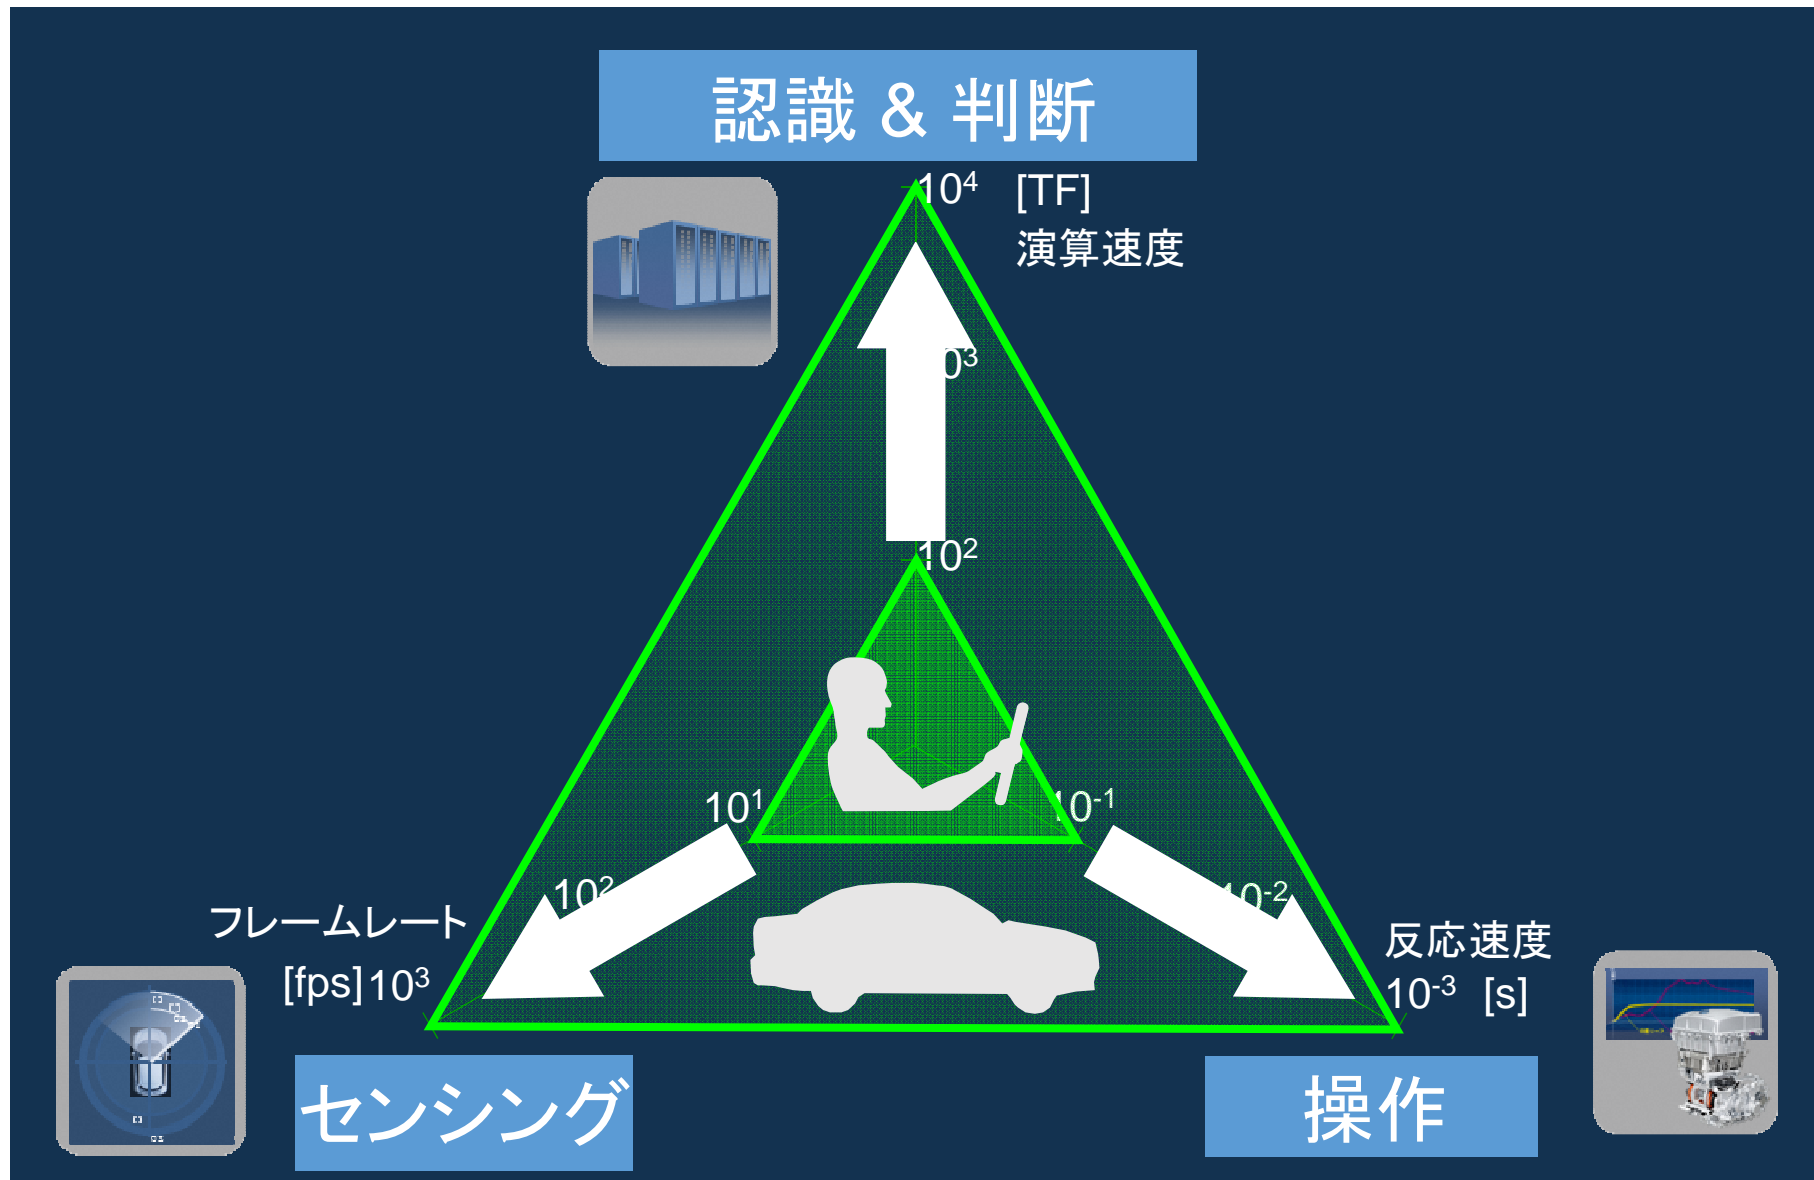 認識 & 判断
10⁴ [TF]
演算速度
0³
10²
10¹
10⁻¹
10²
10⁻²
フレームレート
[fps] 10³
反応速度
10⁻³ [s]
センシング
操作